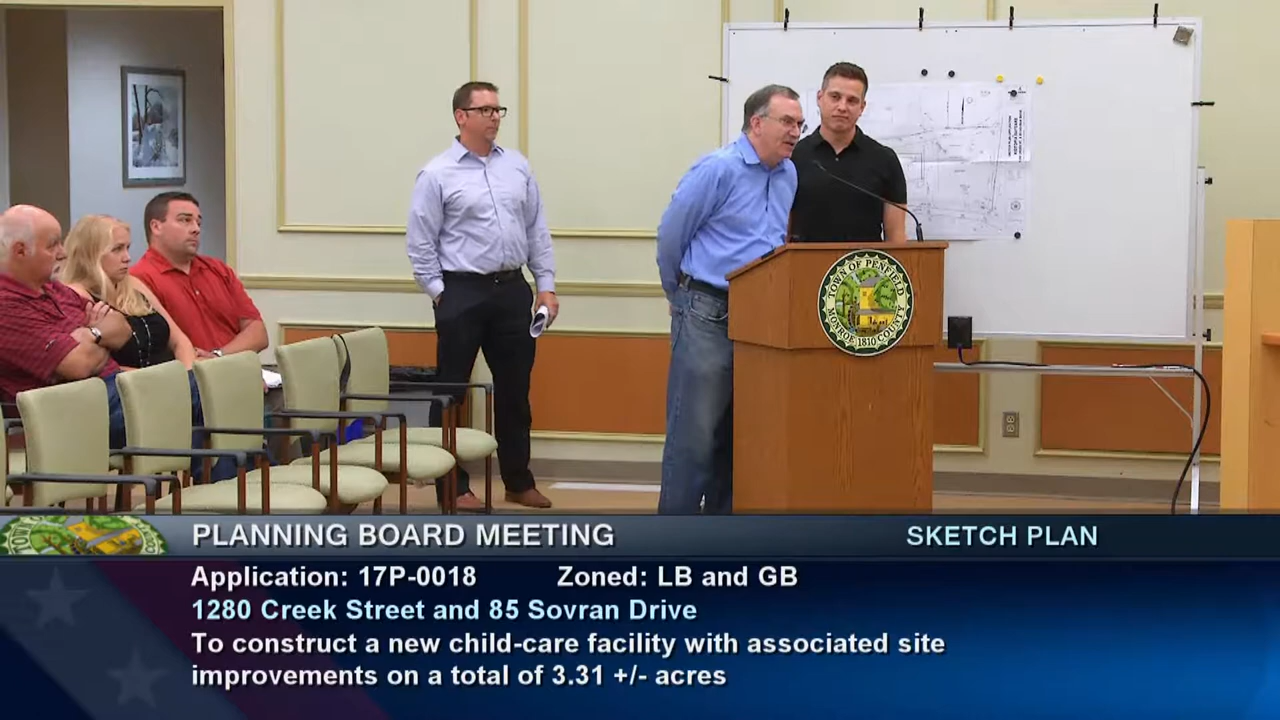 TOWN OF PENFIELD
MONROE COUNTY
1810
PLANNING BOARD MEETING
SKETCH PLAN
Application: 17P-0018
Zoned: LB and GB
1280 Creek Street and 85 Sovran Drive
To construct a new child-care facility with associated site
improvements on a total of 3.31 +/- acres